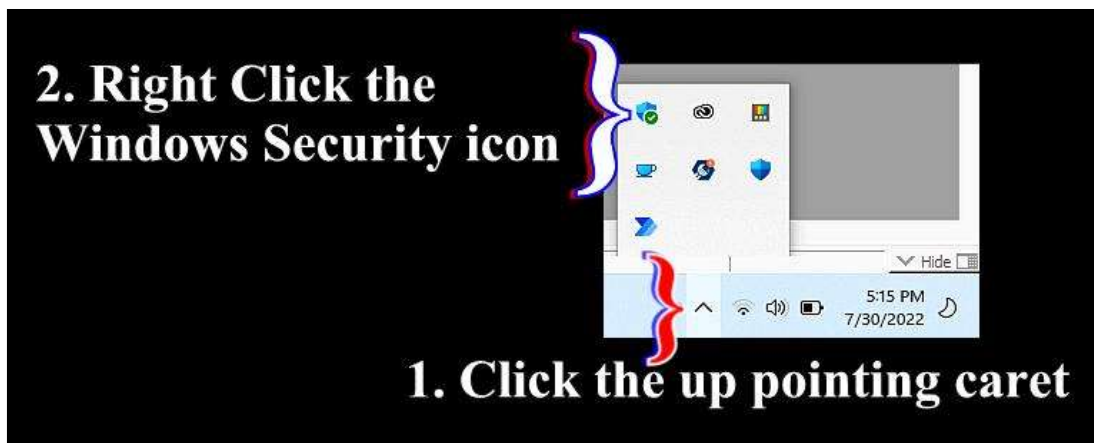 2. Right Click the
Windows Security icon
Hide
5:15 PM
7/30/2022
1. Click the up pointing caret